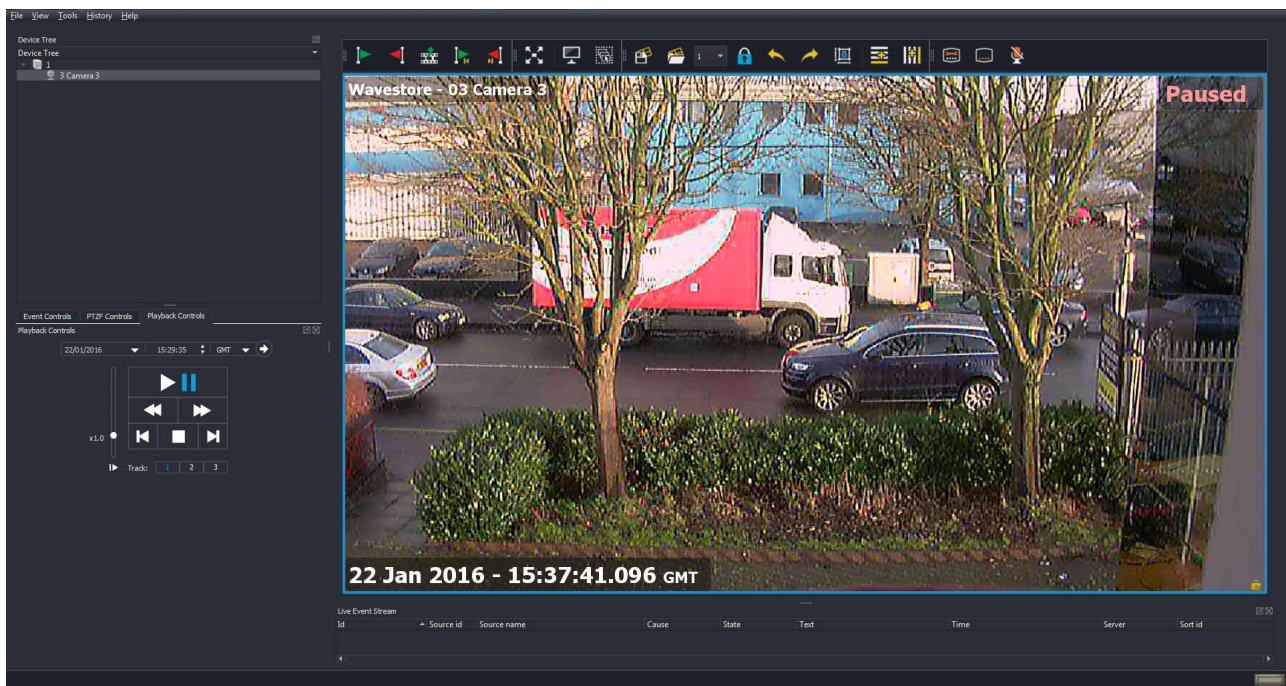 File View Tools History Help
Device Tree
Device Tree
1
3 Camera 3
1
Wavestore - 03 Camera 3
Paused
Event Controls PTZF Controls Playback Controls
Playback Controls
22/01/2016 15:29:35 GMT
x1.0
Track: 1 2 3
22 Jan 2016 - 15:37:41.096 GMT
Live Event Stream
Id Source id Source name Cause State Text Time Server Sort id